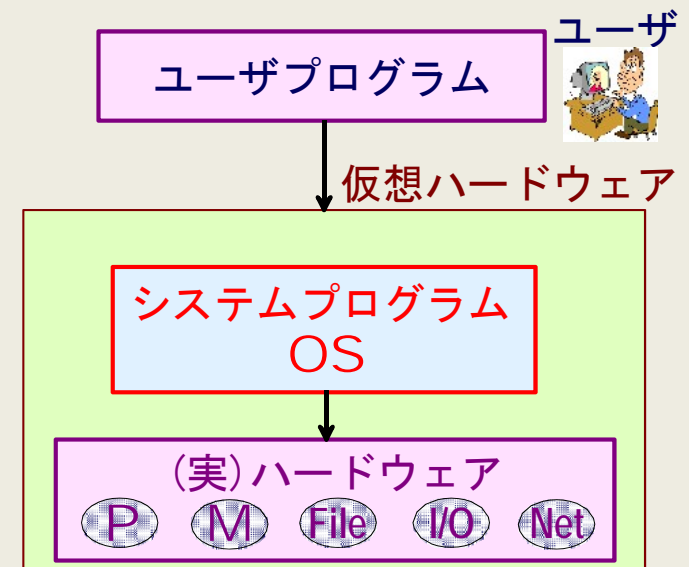 ユーザ
ユーザプログラム
仮想ハードウェア
システムプログラム
OS
(実)ハードウェア
P M File I/O Net